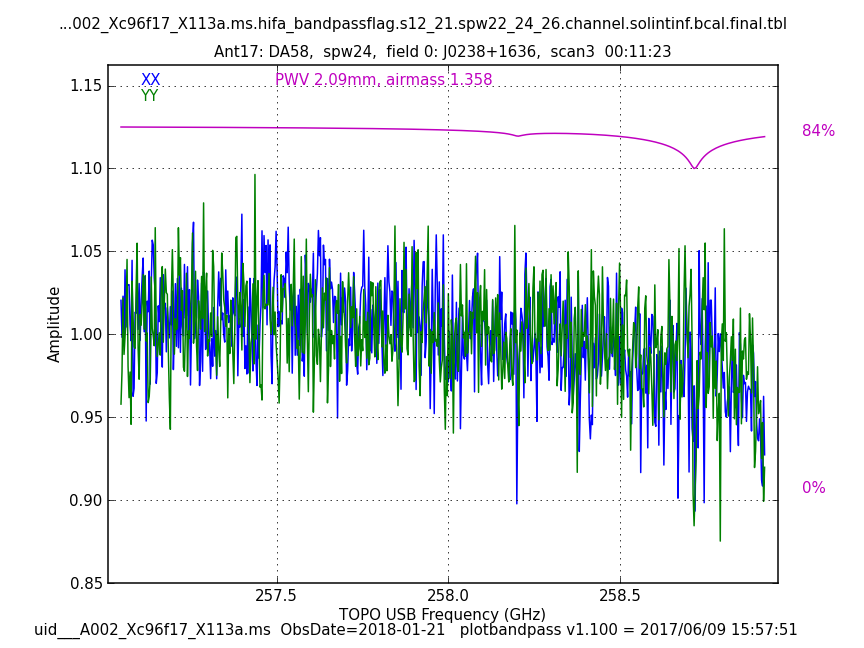 ...002_Xc96f17_X113a.ms.hifa_bandpassflag.s12_21.spw22_24_26.channel.solintinf.bcal.final.tbl
Ant17: DA58,  spw24,  field 0: J0238+1636,  scan3  00:11:23
XX
PWV 2.09mm, airmass 1.358
YY
84%
0%
1.15
1.10
1.05
1.00
0.95
0.90
0.85
Amplitude
257.5
258.0
258.5
TOPO USB Frequency (GHz)
uid___A002_Xc96f17_X113a.ms  ObsDate=2018-01-21   plotbandpass v1.100 = 2017/06/09 15:57:51